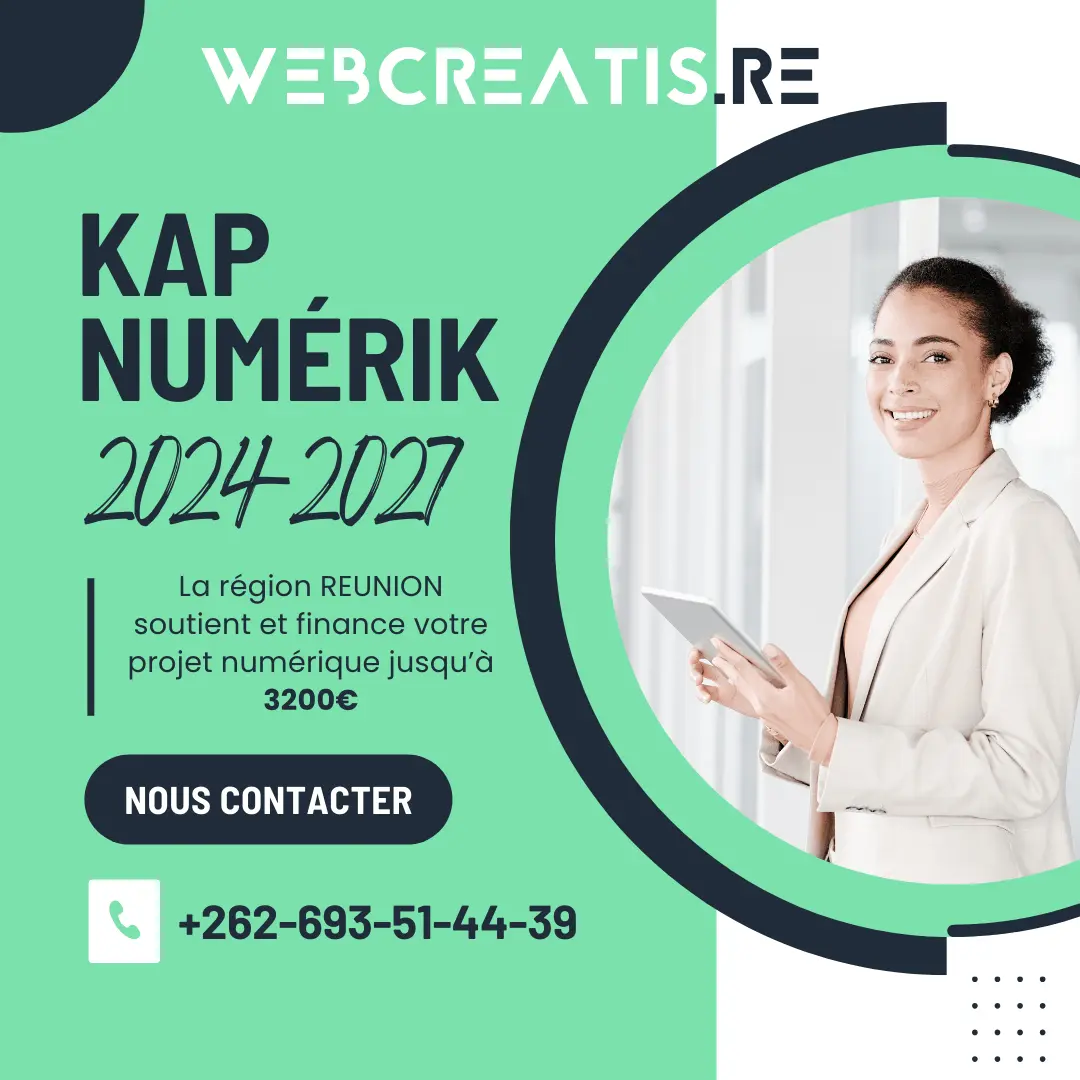 WEBCREATIS.RE
KAP
NUMÉRIK
2024-2027
La région REUNION
soutient et finance votre
projet numérique jusqu’à
3200€
NOUS CONTACTER
+262-693-51-44-39